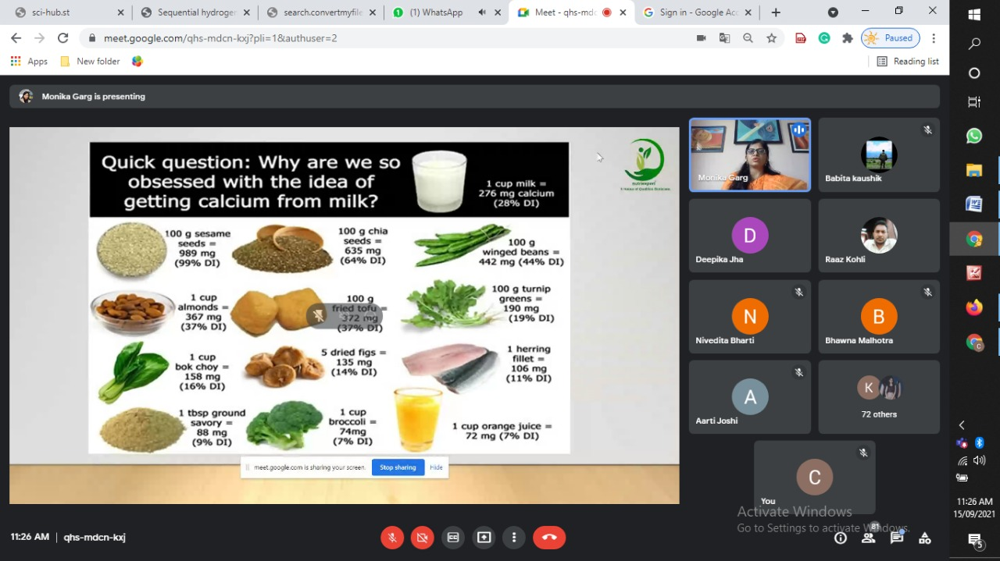 sci-hub.st
Sequential hydrogen
search.convertmyfile
(1) WhatsApp
Meet - qhs-mdc
Sign in - Google Acc
meet.google.com/qhs-mdcn-kxj?pli=1&authuser=2
Paused
Apps
New folder
Reading list
Monika Garg is presenting
Quick question: Why are we so
obsessed with the idea of
getting calcium from milk?
1 cup milk =
276 mg calcium
(28% DI)
nutriexpert
A House of Qualified Dieticians
100 g sesame
seeds =
989 mg
(99% DI)
100 g chia
seeds =
635 mg
(64% DI)
100 g
winged beans =
442 mg (44% DI)
1 cup
almonds =
367 mg
(37% DI)
100 g
fried tofu =
372 mg
(37% DI)
100 g turnip
greens =
190 mg
(19% DI)
1 cup
bok choy =
158 mg
(16% DI)
5 dried figs =
135 mg
(14% DI)
1 herring
fillet =
106 mg
(11% DI)
1 tbsp ground
savory =
88 mg
(9% DI)
1 cup
broccoli =
74mg
(7% DI)
1 cup orange juice =
72 mg (7% DI)
meet.google.com is sharing your screen.
Stop sharing
Hide
Monika Garg
Babita kaushik
D
Deepika Jha
Raaz Kohli
N
Nivedita Bharti
B
Bhawna Malhotra
A
Aarti Joshi
K
72 others
C
You
Activate Windows
Go to Settings to activate Windows.
11:26 AM | qhs-mdcn-kxj
81
11:26 AM
15/09/2021
5